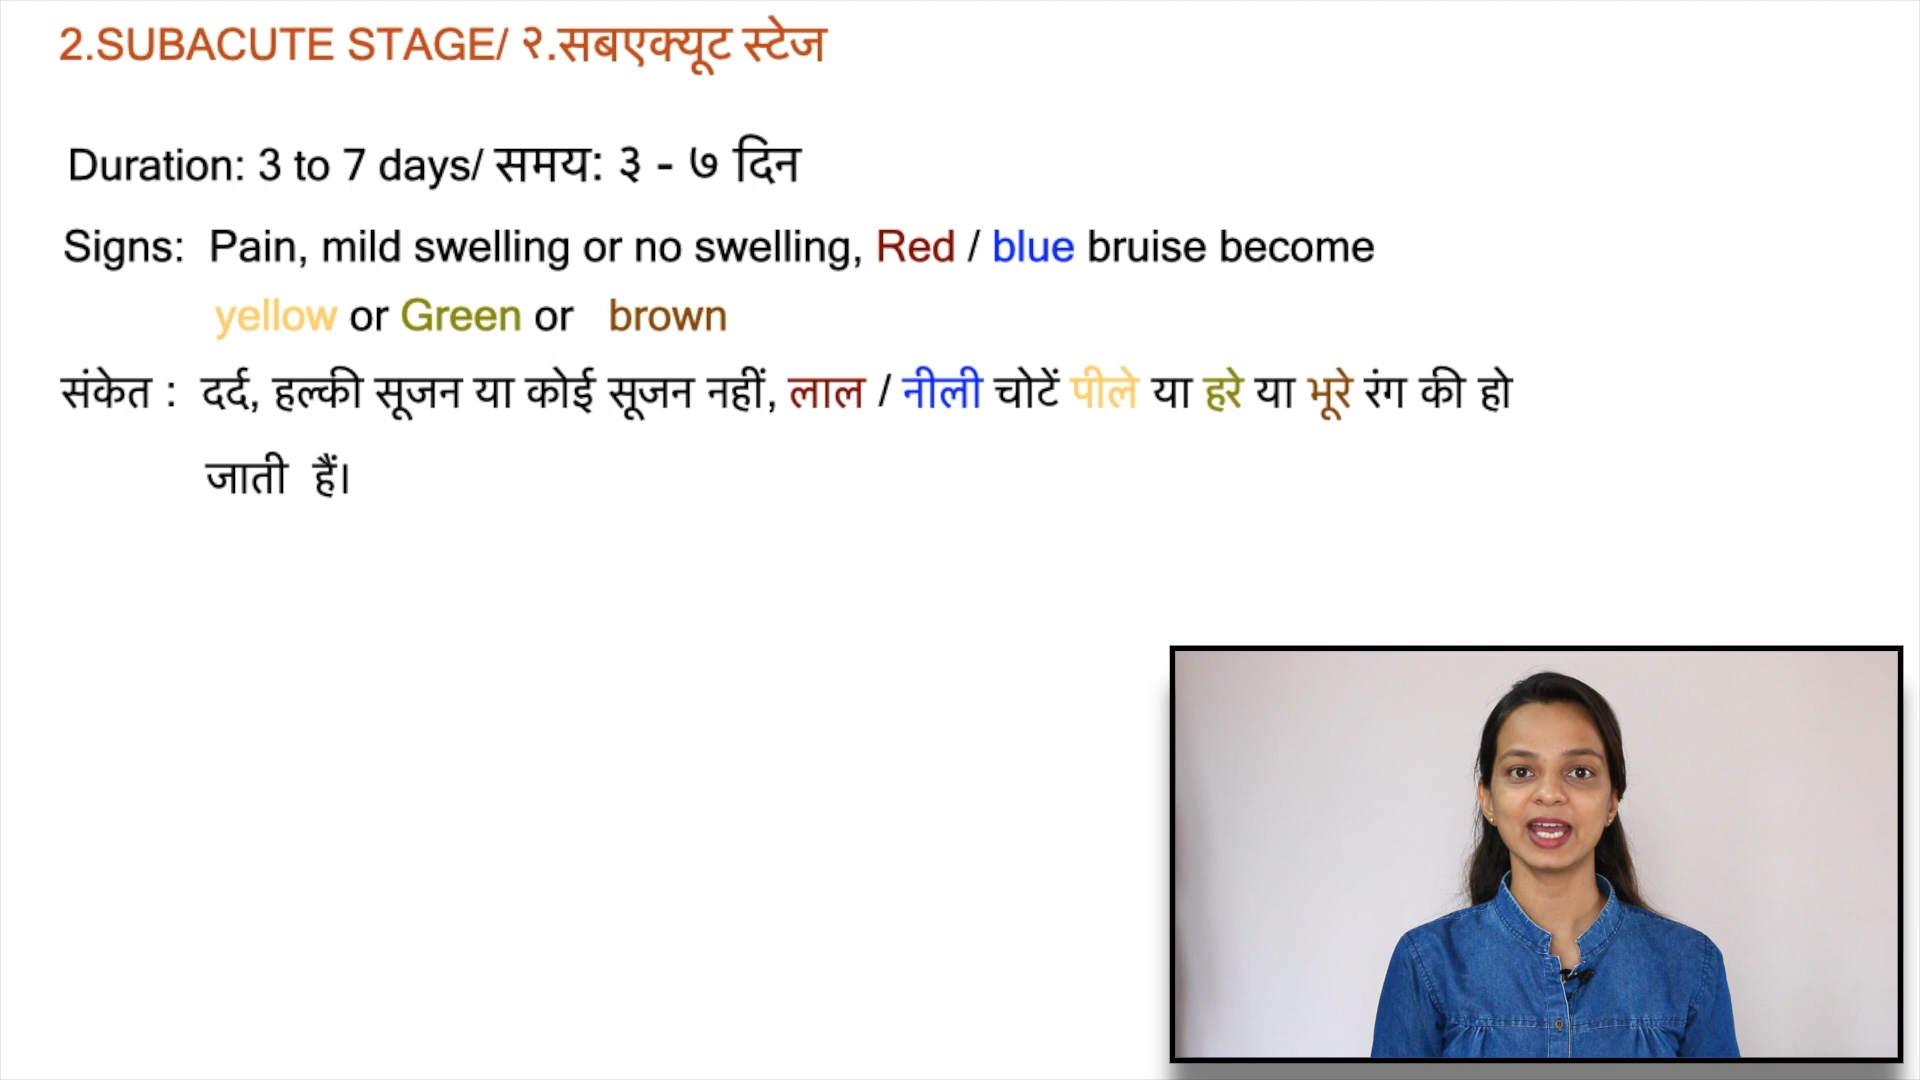 2.SUBACUTE STAGE/ २.सबएक्यूट स्टेज
Duration: 3 to 7 days/ समय: ३ - ७ दिन
Signs: Pain, mild swelling or no swelling, Red / blue bruise become
yellow or Green or brown
संकेत : दर्द, हल्की सूजन या कोई सूजन नहीं, लाल / नीली चोटें पीले या हरे या भूरे रंग की हो
जाती हैं।